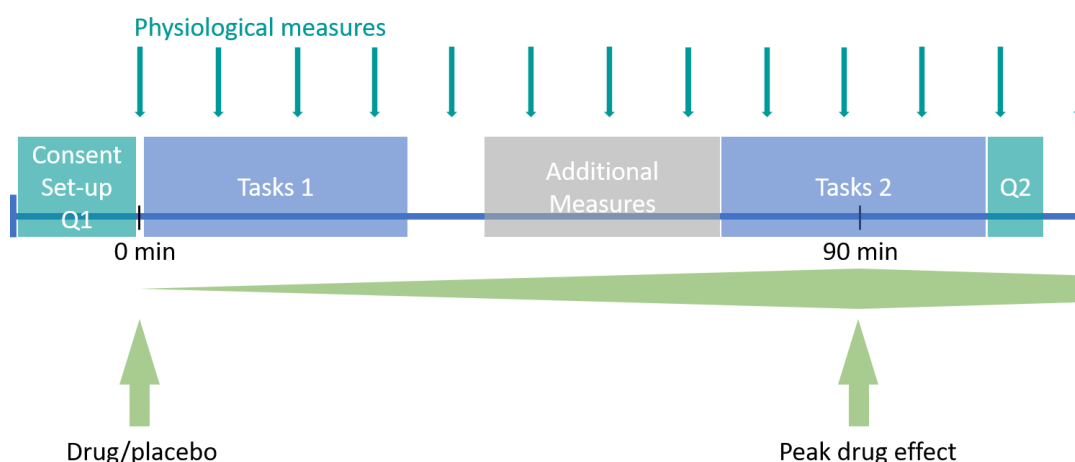 Physiological measures
Consent
Set-up
Q1
Tasks 1
Additional
Measures
Tasks 2
Q2
0 min
90 min
Drug/placebo
Peak drug effect